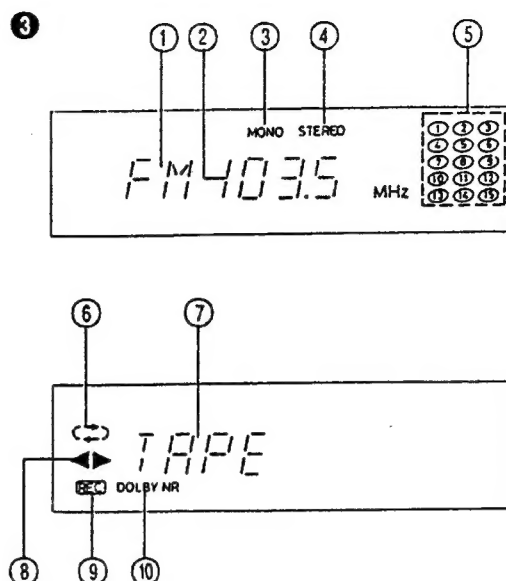 3
1 2 3 4 5
MONO STEREO
FM 103.5 MHz
1 2 3
4 5 6
7 8 9
10 11 12
13 14 15
6 7
TAPE
REC DOLBY NR
8 9 10